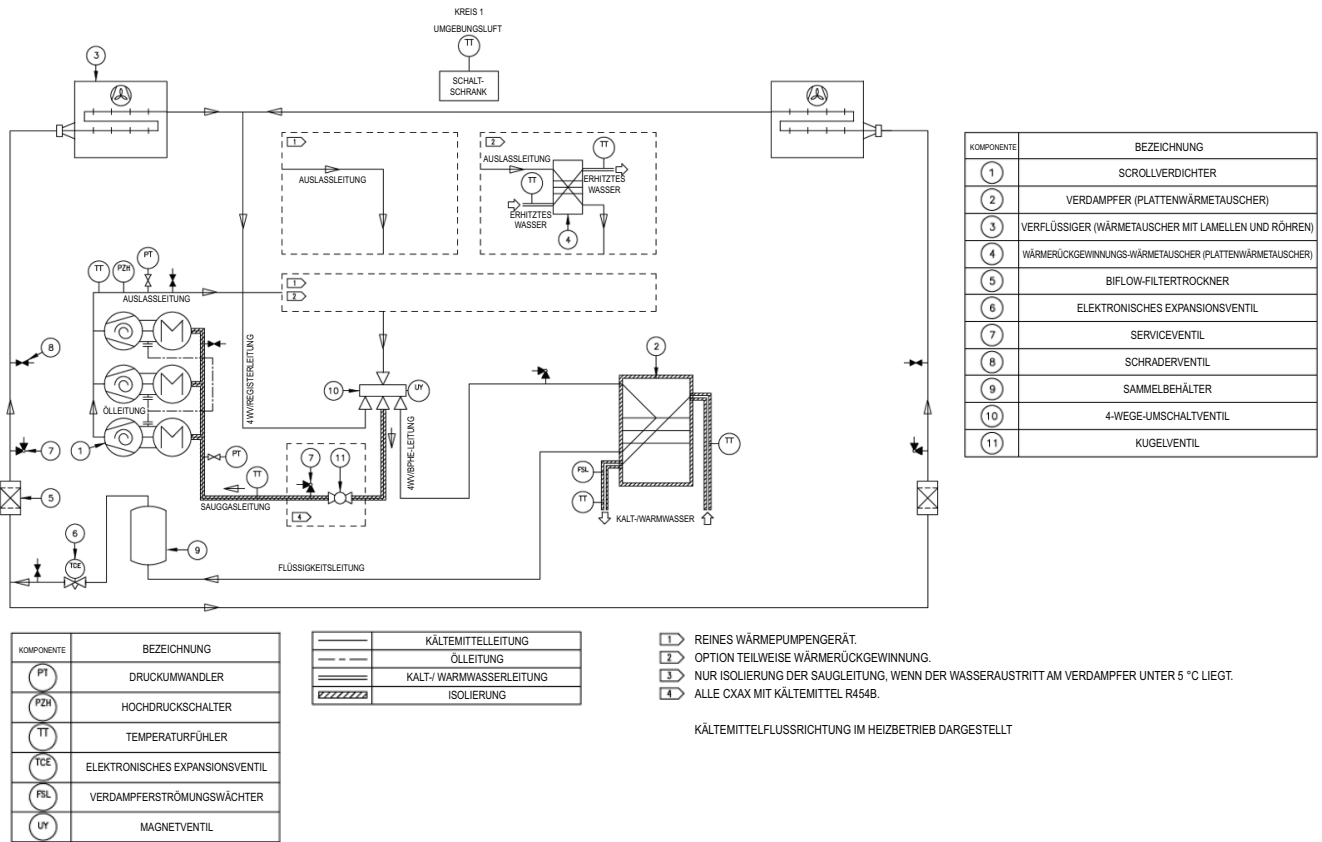 KREIS 1
UMGEBUNGSLUFT
TT
SCHALT-
SCHRANK
3
1
AUSLASSLEITUNG
2
AUSLASSLEITUNG
TT
TT
ERHITZTES
WASSER
ERHITZTES
WASSER
4
TT
PZH
PT
AUSLASSLEITUNG
1
2
8
ÖLLEITUNG
7
1
5
4WV/REGISTERLEITUNG
10
UY
4WV/BPHE-LEITUNG
2
PT
TT
SAUGGASLEITUNG
7
11
4
FSL
TT
TT
KALT-/WARMWASSER
6
TCE
9
FLÜSSIGKEITSLEITUNG
KOMPONENTE BEZEICHNUNG
1 SCROLLVERDICHTER
2 VERDAMPFER (PLATTENWÄRMETAUSCHER)
3 VERFLÜSSIGER (WÄRMETAUSCHER MIT LAMELLEN UND RÖHREN)
4 WÄRMERÜCKGEWINNUNGS-WÄRMETAUSCHER (PLATTENWÄRMETAUSCHER)
5 BIFLOW-FILTERTROCKNER
6 ELEKTRONISCHES EXPANSIONSVENTIL
7 SERVICEVENTIL
8 SCHRADERVENTIL
9 SAMMELBEHÄLTER
10 4-WEGE-UMSCHALTVENTIL
11 KUGELVENTIL
KOMPONENTE BEZEICHNUNG
PT DRUCKUMWANDLER
PZH HOCHDRUCKSCHALTER
TT TEMPERATURFÜHLER
TCE ELEKTRONISCHES EXPANSIONSVENTIL
FSL VERDAMPFERSTRÖMUNGSWÄCHTER
UY MAGNETVENTIL
KÄLTEMITTELLEITUNG
ÖLLEITUNG
KALT-/ WARMWASSERLEITUNG
ISOLIERUNG
1 REINES WÄRMEPUMPENGERÄT.
2 OPTION TEILWEISE WÄRMERÜCKGEWINNUNG.
3 NUR ISOLIERUNG DER SAUGLEITUNG, WENN DER WASSERAUSTRITT AM VERDAMPFER UNTER 5 °C LIEGT.
4 ALLE CXAX MIT KÄLTEMITTEL R454B.
KÄLTEMITTELFLUSSRICHTUNG IM HEIZBETRIEB DARGESTELLT